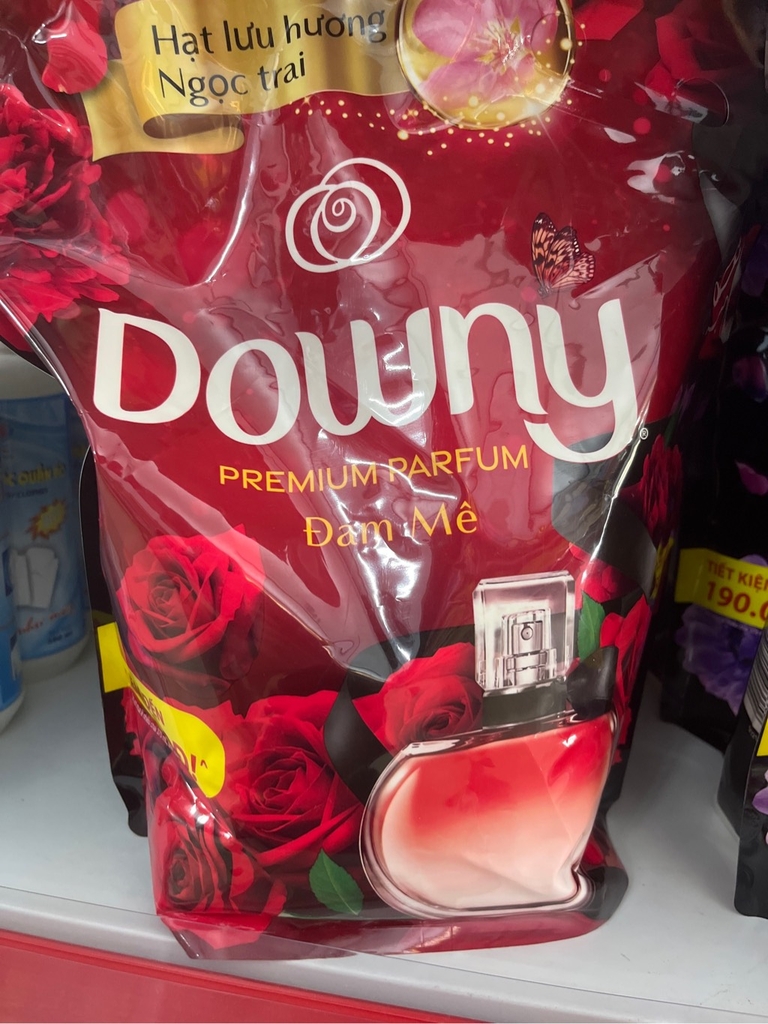 Hạt lưu hương
Ngọc trai
Downy
PREMIUM PARFUM
Đam Mê
TIẾT KIỆ
190.0